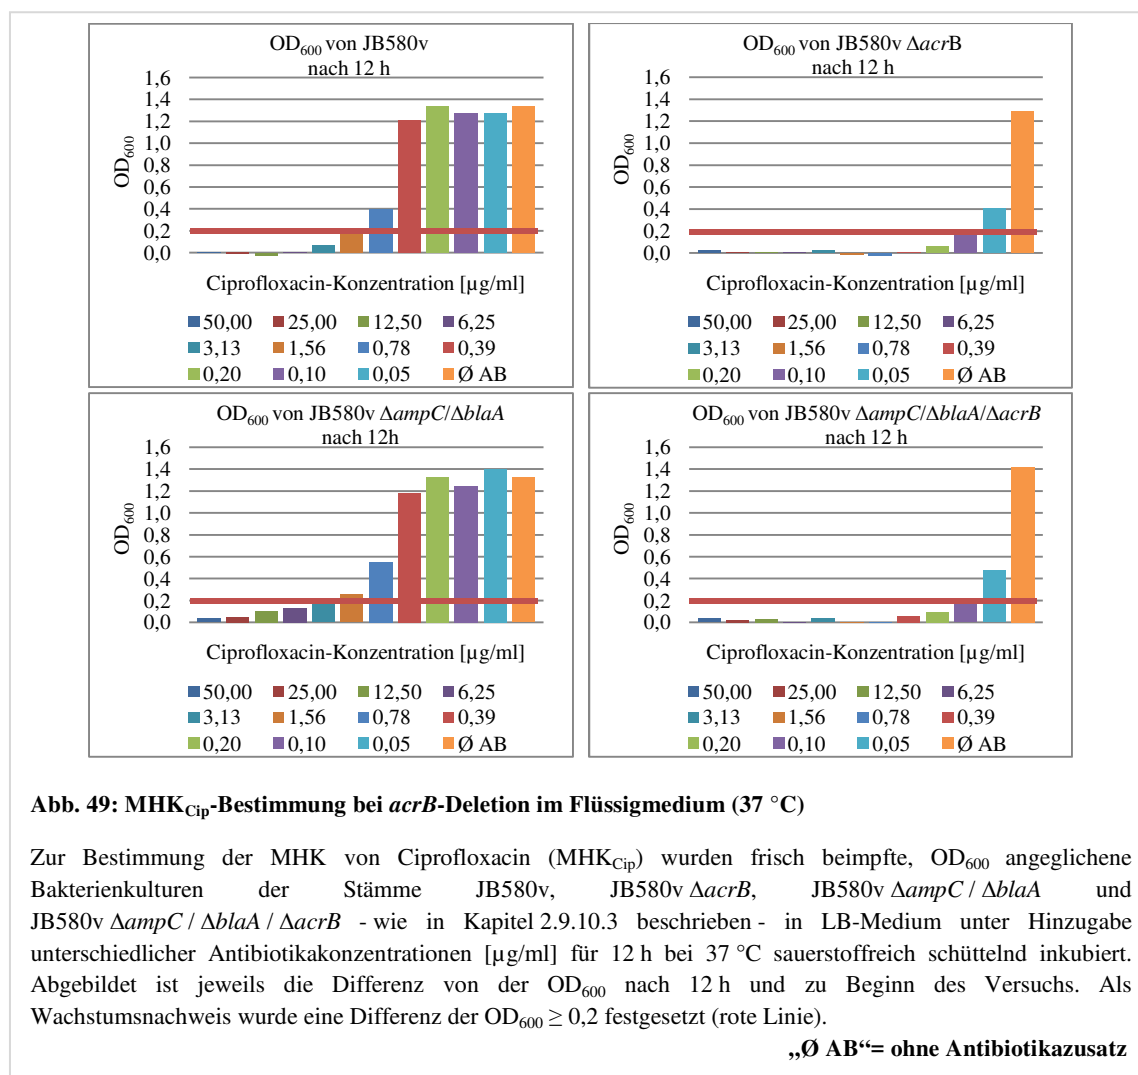 OD600 von JB580v
nach 12 h
1,6
1,4
1,2
1,0
0,8
0,6
0,4
0,2
0,0
OD600
Ciprofloxacin-Konzentration [µg/ml]
50,00 25,00 12,50 6,25
3,13 1,56 0,78 0,39
0,20 0,10 0,05 Ø AB
OD600 von JB580v ΔacrB
nach 12 h
1,6
1,4
1,2
1,0
0,8
0,6
0,4
0,2
0,0
OD600
Ciprofloxacin-Konzentration [µg/ml]
50,00 25,00 12,50 6,25
3,13 1,56 0,78 0,39
0,20 0,10 0,05 Ø AB
OD600 von JB580v ΔampC/ΔblaA
nach 12h
1,6
1,4
1,2
1,0
0,8
0,6
0,4
0,2
0,0
OD600
Ciprofloxacin-Konzentration [µg/ml]
50,00 25,00 12,50 6,25
3,13 1,56 0,78 0,39
0,20 0,10 0,05 Ø AB
OD600 von JB580v ΔampC/ΔblaA/ΔacrB
nach 12 h
1,6
1,4
1,2
1,0
0,8
0,6
0,4
0,2
0,0
OD600
Ciprofloxacin-Konzentration [µg/ml]
50,00 25,00 12,50 6,25
3,13 1,56 0,78 0,39
0,20 0,10 0,05 Ø AB
Abb. 49: MHKCip-Bestimmung bei acrB-Deletion im Flüssigmedium (37 °C)
Zur Bestimmung der MHK von Ciprofloxacin (MHKCip) wurden frisch beimpfte, OD600 angeglichene
Bakterienkulturen der Stämme JB580v, JB580v ΔacrB, JB580v ΔampC / ΔblaA und
JB580v ΔampC / ΔblaA / ΔacrB - wie in Kapitel 2.9.10.3 beschrieben - in LB-Medium unter Hinzugabe
unterschiedlicher Antibiotikakonzentrationen [µg/ml] für 12 h bei 37 °C sauerstoffreich schüttelnd inkubiert.
Abgebildet ist jeweils die Differenz von der OD600 nach 12 h und zu Beginn des Versuchs. Als
Wachstumsnachweis wurde eine Differenz der OD600 ≥ 0,2 festgesetzt (rote Linie).
„Ø AB“= ohne Antibiotikazusatz